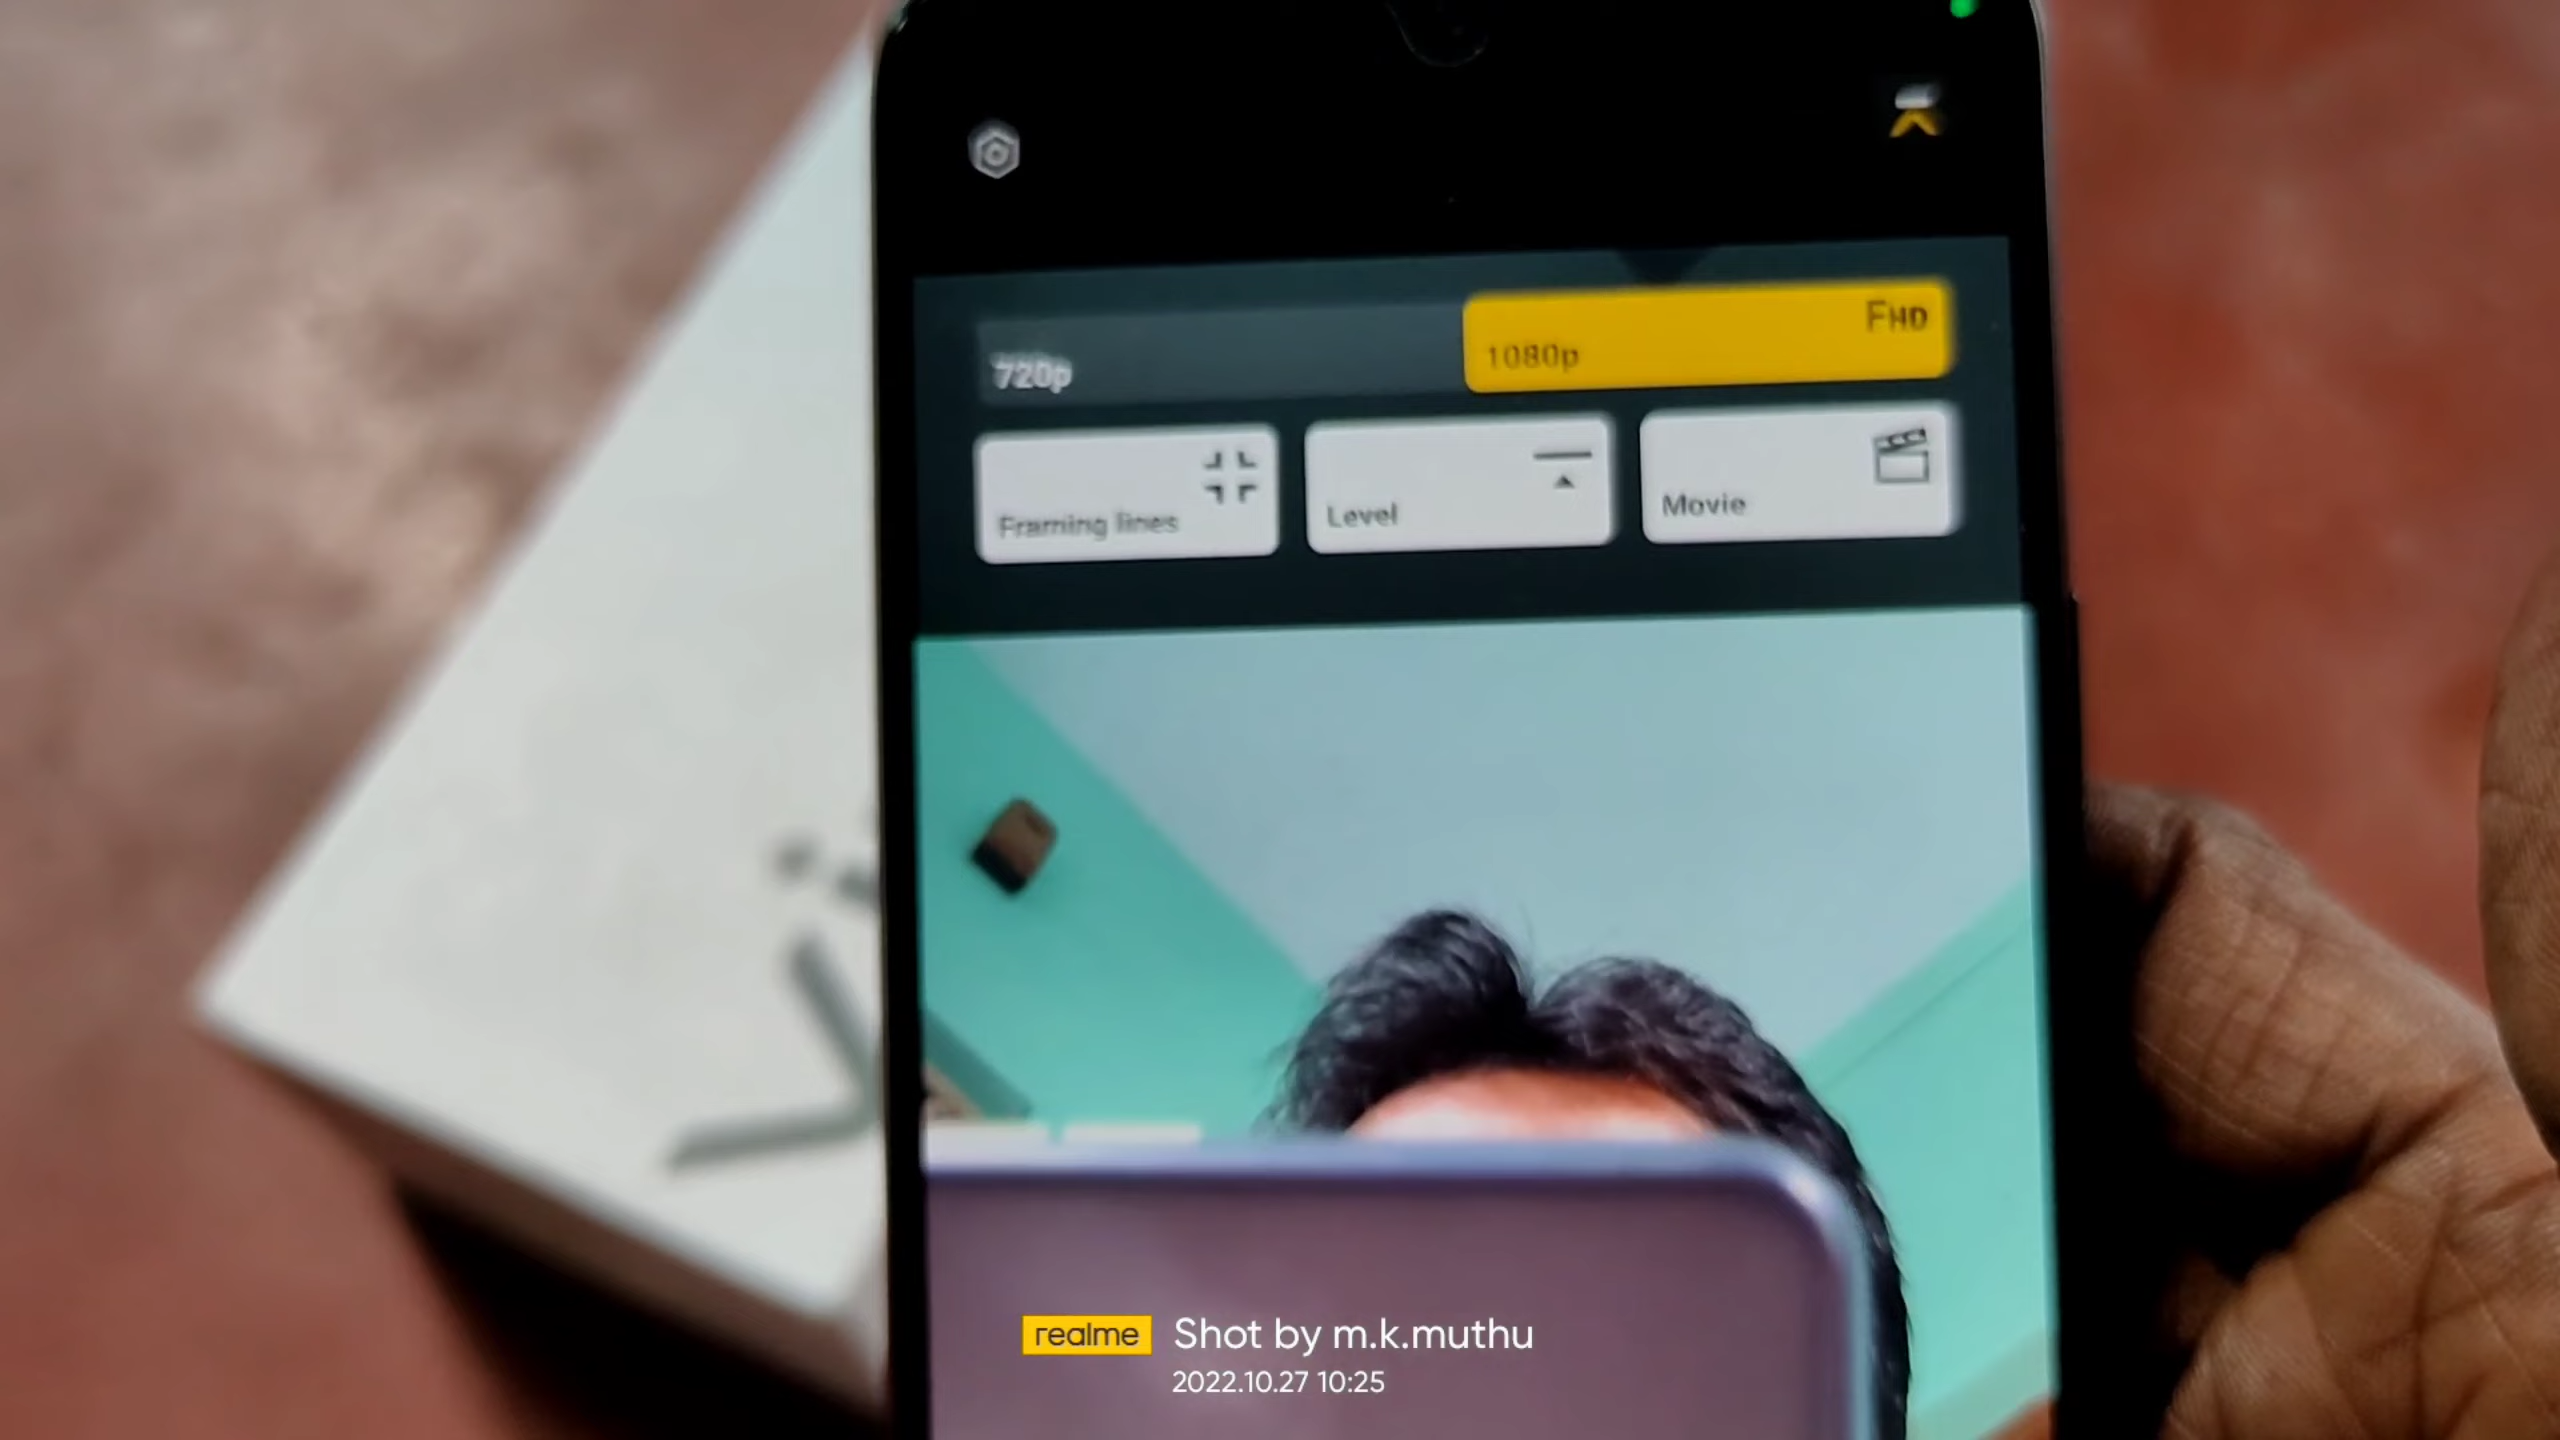 FHD
720p
1080p
Framing lines
Level
Movie
realme Shot by m.k.muthu
2022.10.27 10:25